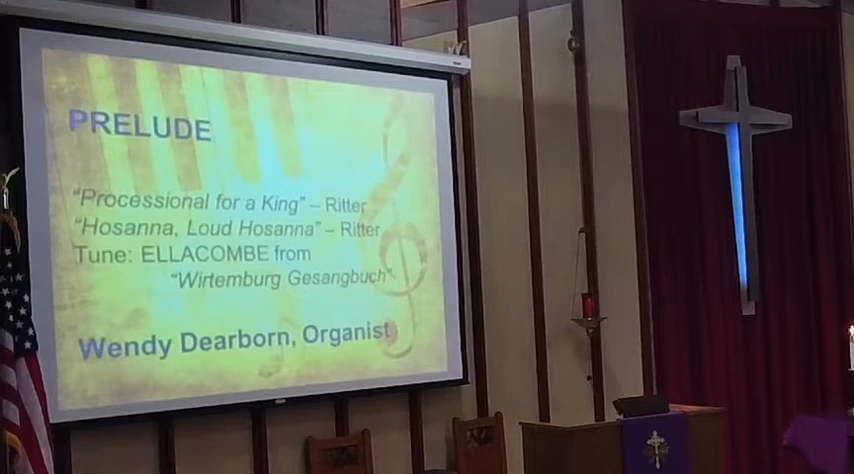 PRELUDE
"Processional for a King" – Ritter
"Hosanna, Loud Hosanna" – Ritter
Tune: ELLACOMBE from
"Wirtemburg Gesangbuch"
Wendy Dearborn, Organist